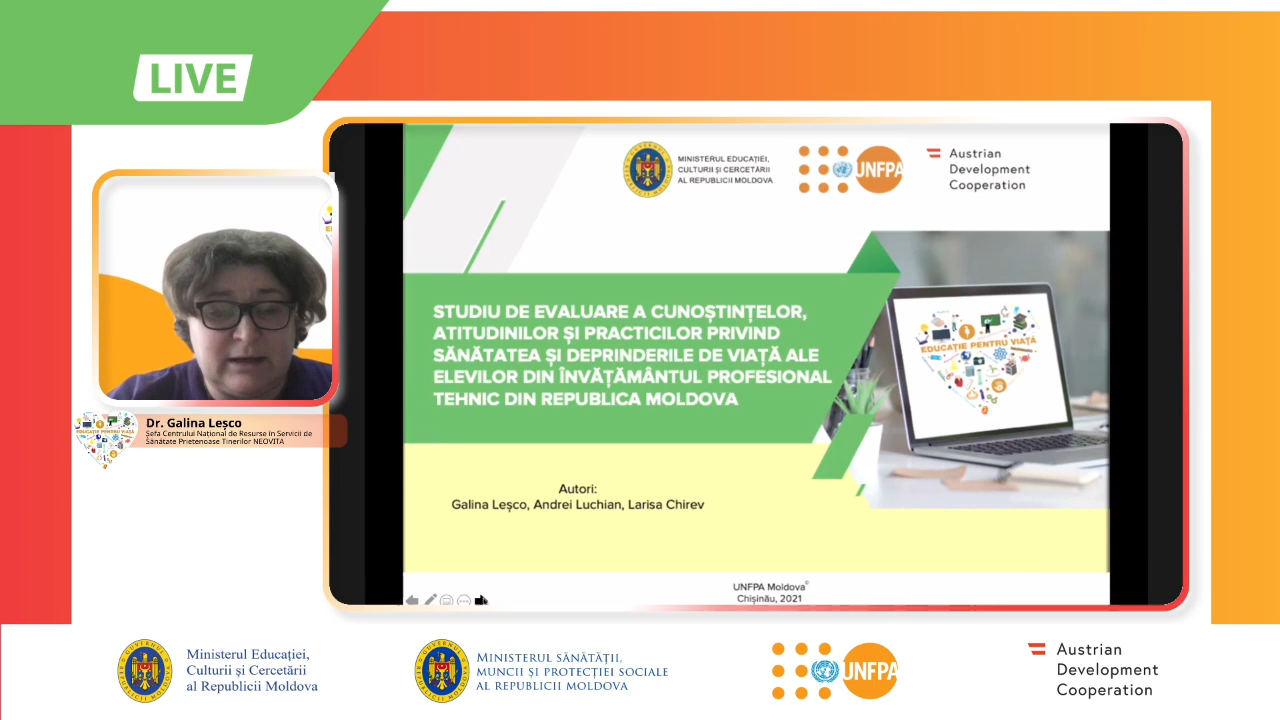 LIVE
MINISTERUL EDUCAȚIEI,
CULTURII ȘI CERCETĂRII
AL REPUBLICII MOLDOVA
UNFPA
Austrian
Development
Cooperation
STUDIU DE EVALUARE A CUNOȘTINȚELOR,
ATITUDINILOR ȘI PRACTICILOR PRIVIND
SĂNĂTATEA ȘI DEPRINDERILE DE VIAȚĂ ALE
ELEVILOR DIN ÎNVĂȚĂMÂNTUL PROFESIONAL
TEHNIC DIN REPUBLICA MOLDOVA
EDUCAȚIE PENTRU VIAȚĂ
Autori:
Galina Leșco, Andrei Luchian, Larisa Chirev
UNFPA Moldova©
Chișinău, 2021
EDUCAȚIE PENTRU VIAȚĂ
Dr. Galina Leșco
Șefa Centrului Național de Resurse în Servicii de
Sănătate Prietenoase Tinerilor NEOVITA
Ministerul Educației,
Culturii și Cercetării
al Republicii Moldova
MINISTERUL SĂNĂTĂȚII,
MUNCII ȘI PROTECȚIEI SOCIALE
AL REPUBLICII MOLDOVA
UNFPA
Austrian
Development
Cooperation